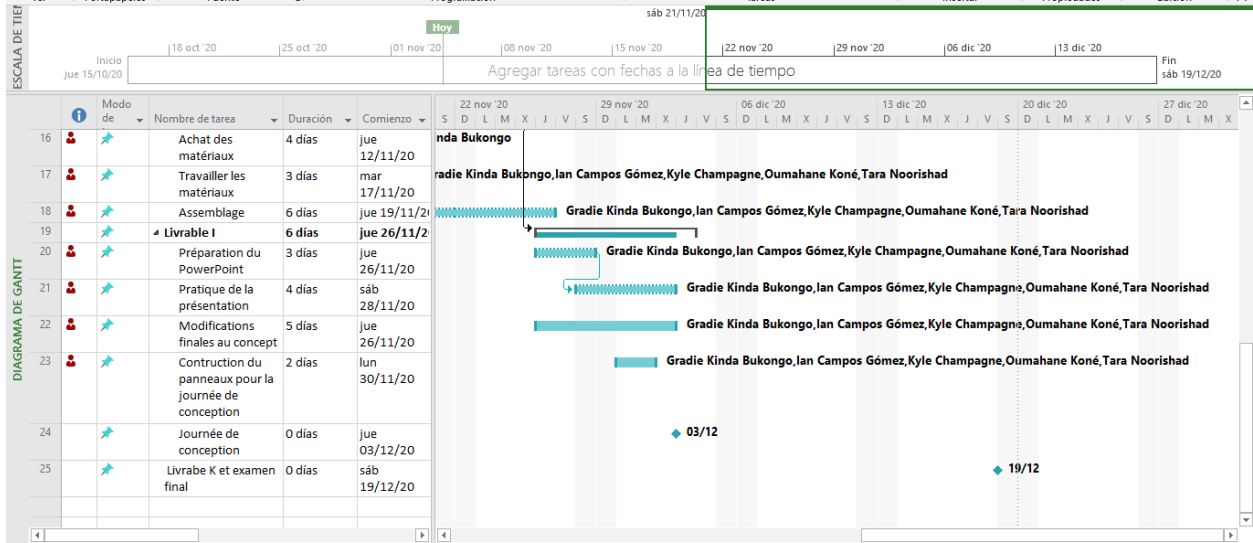 sáb 21/11/20
Hoy
18 oct '20 25 oct '20 01 nov '20 08 nov '20 15 nov '20 22 nov '20 29 nov '20 06 dic '20 13 dic '20
Inicio
jue 15/10/20
Agregar tareas con fechas a la línea de tiempo
Fin
sáb 19/12/20
DIAGRAMA DE GANTT
Modo
de Nombre de tarea Duración Comienzo
22 nov '20 29 nov '20 06 dic '20 13 dic '20 20 dic '20 27 dic '20
S D L M X J V S D L M X J V S D L M X J V S D L M X J V S D L M X J V S D L M X
16 Achat des 4 días jue nda Bukongo
matériaux 12/11/20
17 Travailler les 3 días mar radie Kinda Bukongo,Ian Campos Gómez,Kyle Champagne,Oumahane Koné,Tara Noorishad
matériaux 17/11/20
18 Assemblage 6 días jue 19/11/2 Gradie Kinda Bukongo,Ian Campos Gómez,Kyle Champagne,Oumahane Koné,Tara Noorishad
19 Livrable I 6 días jue 26/11/2
20 Préparation du 3 días jue Gradie Kinda Bukongo,Ian Campos Gómez,Kyle Champagne,Oumahane Koné,Tara Noorishad
PowerPoint 26/11/20
21 Pratique de la 4 días sáb Gradie Kinda Bukongo,Ian Campos Gómez,Kyle Champagne,Oumahane Koné,Tara Noorishad
présentation 28/11/20
22 Modifications 5 días jue Gradie Kinda Bukongo,Ian Campos Gómez,Kyle Champagne,Oumahane Koné,Tara Noorishad
finales au concept 26/11/20
23 Contruction du 2 días lun Gradie Kinda Bukongo,Ian Campos Gómez,Kyle Champagne,Oumahane Koné,Tara Noorishad
panneaux pour la 30/11/20
journée de
conception
24 Journée de 0 días jue 03/12
conception 03/12/20
25 Livrabe K et examen 0 días sáb 19/12
final 19/12/20